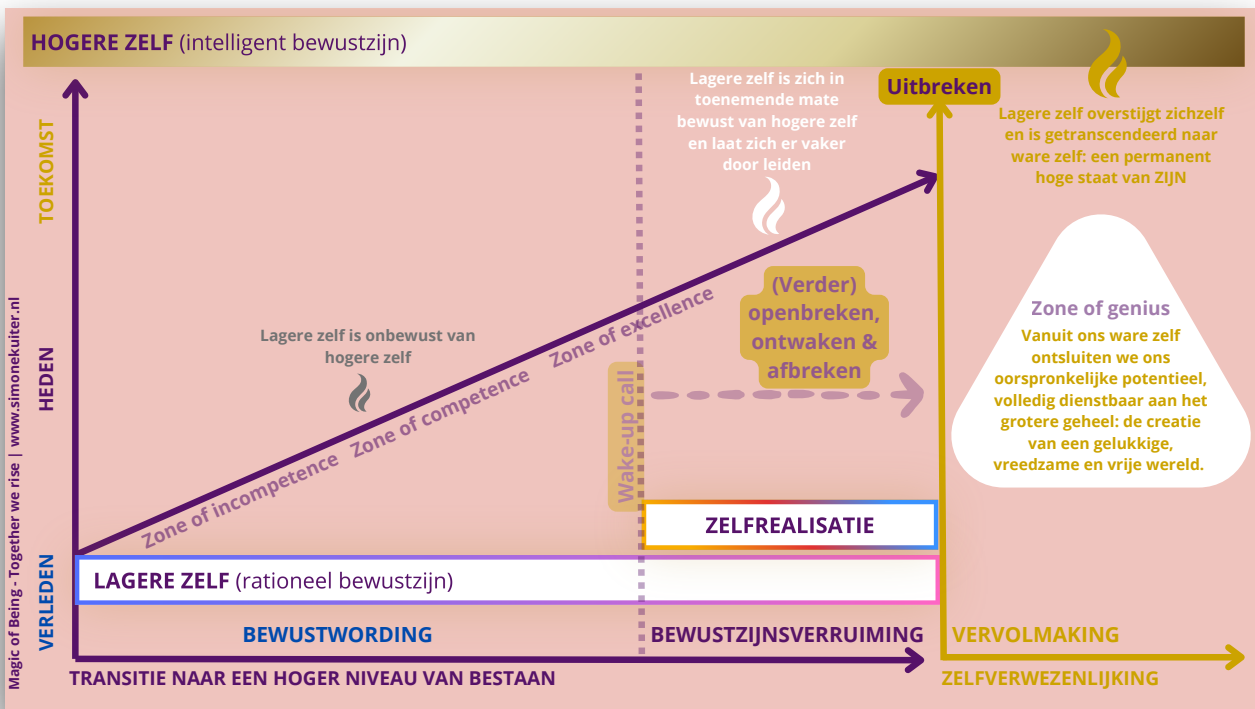 HOGERE ZELF (intelligent bewustzijn)
Lagere zelf is zich in
toenemende mate
bewust van hogere zelf
en laat zich er vaker
door leiden
Uitbreken
Lagere zelf overstijgt zichzelf
en is getranscendeerd naar
ware zelf: een permanent
hoge staat van ZIJN
TOEKOMST
HEDEN
VERLEDEN
Magic of Being - Together we rise | www.simonekuiter.nl
Lagere zelf is onbewust van
hogere zelf
Zone of incompetence
Zone of competence
Zone of excellence
Wake-up call
(Verder)
openbreken,
ontwaken &
afbreken
Zone of genius
Vanuit ons ware zelf
ontsluiten we ons
oorspronkelijke potentieel,
volledig dienstbaar aan het
grotere geheel: de creatie
van een gelukkige,
vreedzame en vrije wereld.
ZELFREALISATIE
LAGERE ZELF (rationeel bewustzijn)
BEWUSTWORDING
BEWUSTZIJNSVERRUIMING
VERVOLMAKING
TRANSITIE NAAR EEN HOGER NIVEAU VAN BESTAAN
ZELFVERWEZENLIJKING